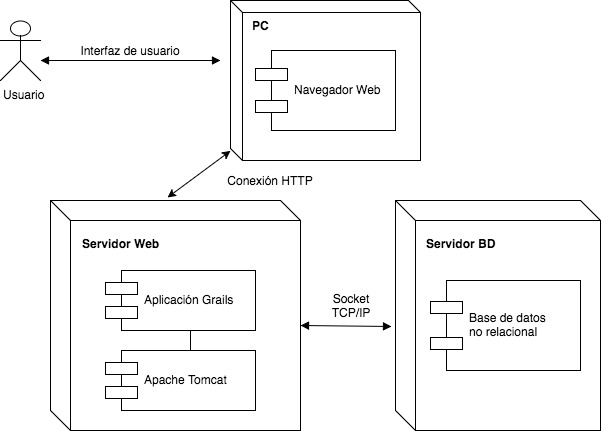 PC
Interfaz de usuario
Usuario
Navegador Web
Conexión HTTP
Servidor Web
Aplicación Grails
Apache Tomcat
Socket
TCP/IP
Servidor BD
Base de datos
no relacional